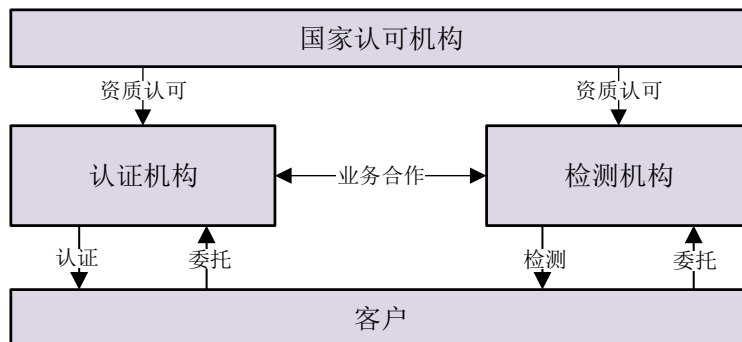 国家认可机构
资质认可
资质认可
认证机构
业务合作
检测机构
认证
委托
检测
委托
客户